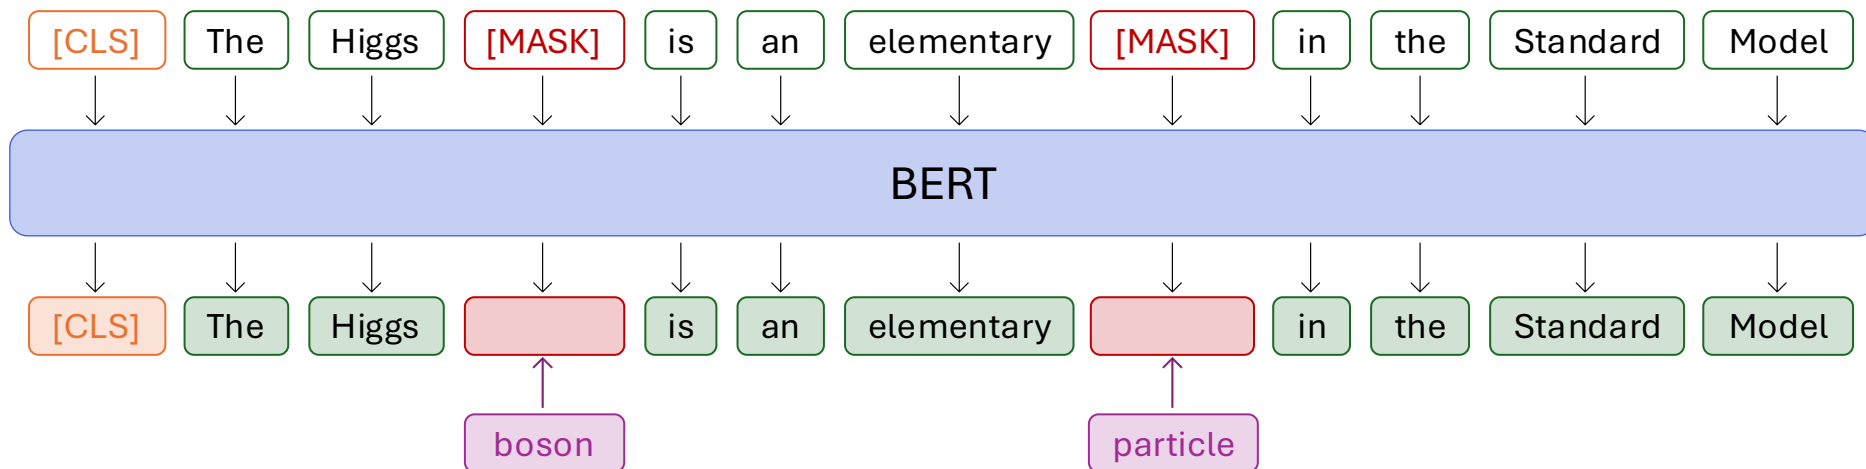 [CLS] The Higgs [MASK] is an elementary [MASK] in the Standard Model
BERT
[CLS] The Higgs is an elementary in the Standard Model
boson particle